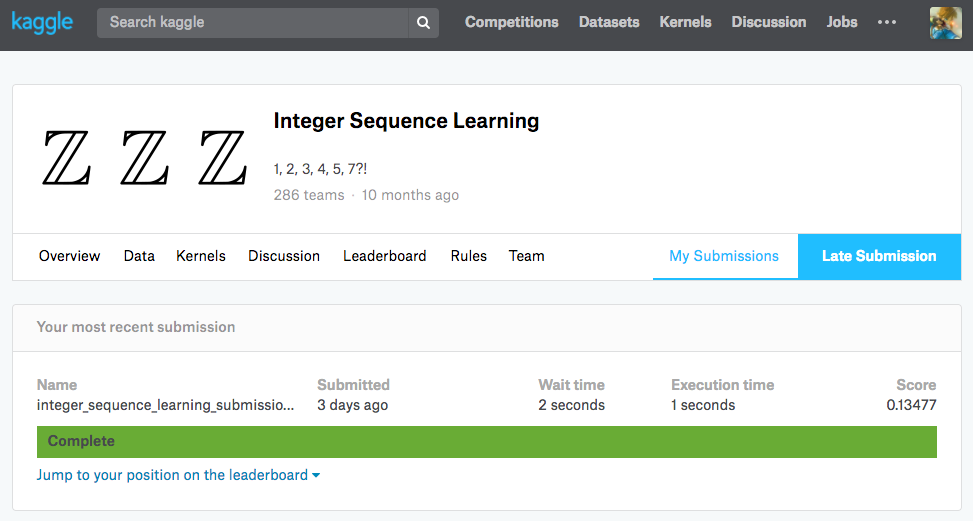 kaggle Search kaggle Competitions Datasets Kernels Discussion Jobs
ℤ ℤ ℤ
Integer Sequence Learning
1, 2, 3, 4, 5, 7?!
286 teams · 10 months ago
Overview Data Kernels Discussion Leaderboard Rules Team My Submissions Late Submission
Your most recent submission
Name Submitted Wait time Execution time Score
integer_sequence_learning_submissio... 3 days ago 2 seconds 1 seconds 0.13477
Complete
Jump to your position on the leaderboard